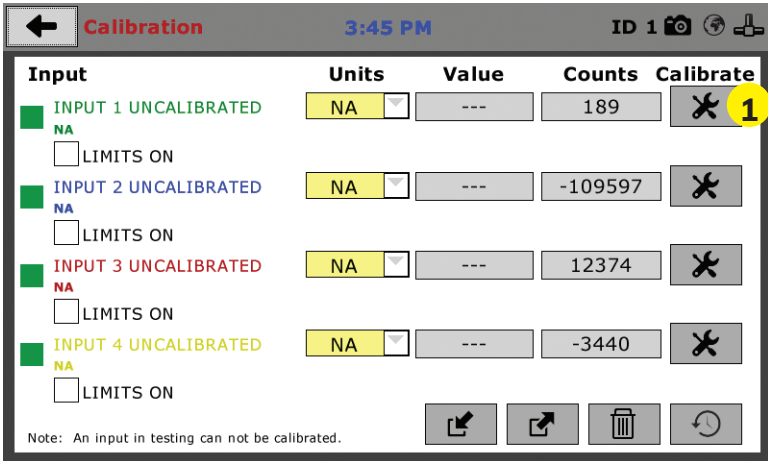 Calibration 3:45 PM ID 1
Input Units Value Counts Calibrate
INPUT 1 UNCALIBRATED NA --- 189 1
NA
LIMITS ON
INPUT 2 UNCALIBRATED NA --- -109597
NA
LIMITS ON
INPUT 3 UNCALIBRATED NA --- 12374
NA
LIMITS ON
INPUT 4 UNCALIBRATED NA --- -3440
NA
LIMITS ON
Note: An input in testing can not be calibrated.